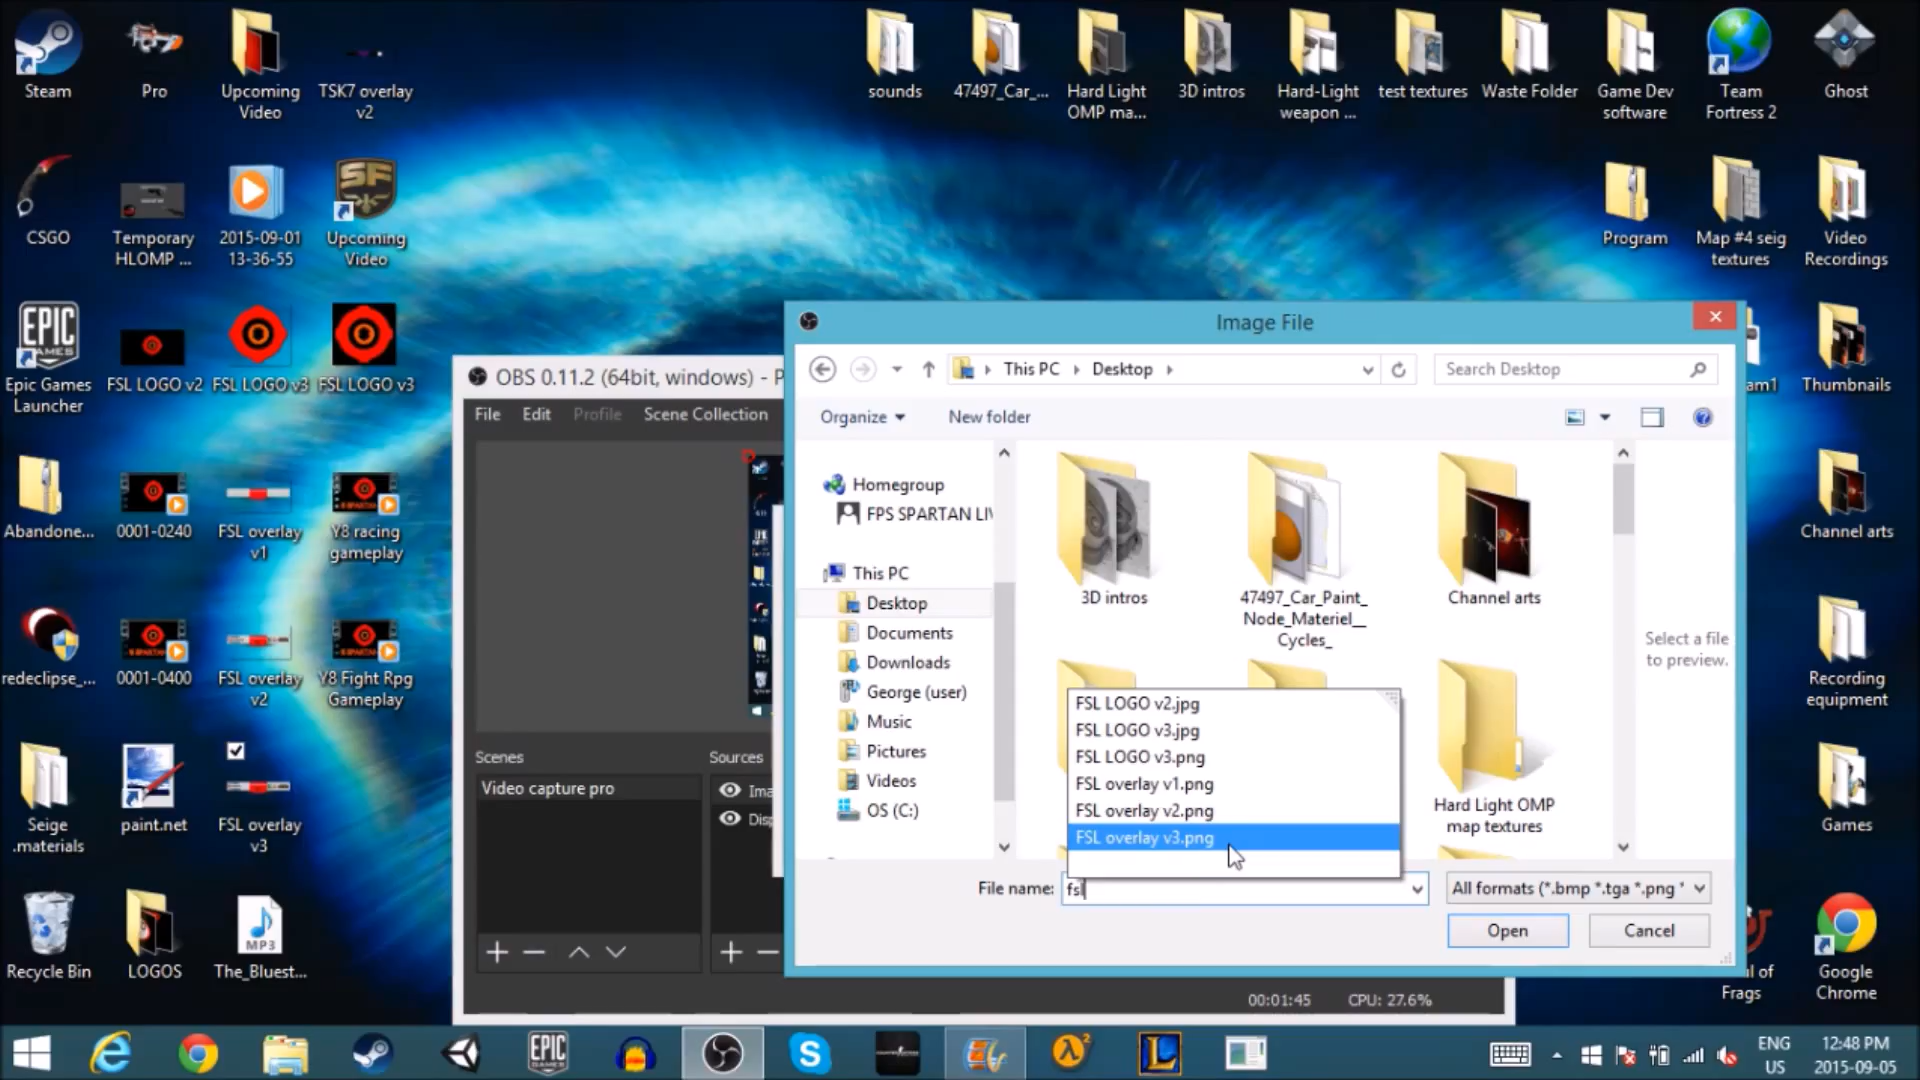 Steam
Pro
Upcoming
Video
TSK7 overlay
v2
sounds
47497_Car_...
Hard Light
OMP ma...
3D intros
Hard-Light
weapon ...
test textures
Waste Folder
Game Dev
software
Team
Fortress 2
Ghost
CSGO
Temporary
HLOMP ...
2015-09-01
13-36-55
SF
Upcoming
Video
Program
Map #4 seig
textures
Video
Recordings
EPIC
GAMES
Epic Games
Launcher
FSL LOGO v2
FSL LOGO v3
FSL LOGO v3
am1
Thumbnails
Abandone...
0001-0240
FSL overlay
v1
Y8 racing
gameplay
Channel arts
redeclipse_...
0001-0400
FSL overlay
v2
Y8 Fight Rpg
Gameplay
Recording
equipment
Seige
.materials
paint.net
FSL overlay
v3
Games
Recycle Bin
LOGOS
MP3
The_Bluest...
l of
Frags
Google
Chrome
OBS 0.11.2 (64bit, windows) - P
File
Edit
Profile
Scene Collection
Scenes
Video capture pro
Sources
Ima
Disp
00:01:45
CPU: 27.6%
Image File
This PC
Desktop
Search Desktop
Organize
New folder
Homegroup
FPS SPARTAN LIV
This PC
Desktop
Documents
Downloads
George (user)
Music
Pictures
Videos
OS (C:)
3D intros
47497_Car_Paint_
Node_Materiel__
Cycles_
Channel arts
Hard Light OMP
map textures
Select a file
to preview.
FSL LOGO v2.jpg
FSL LOGO v3.jpg
FSL LOGO v3.png
FSL overlay v1.png
FSL overlay v2.png
FSL overlay v3.png
File name:
fsl
All formats (*.bmp *.tga *.png *
Open
Cancel
EPIC
ENG
US
12:48 PM
2015-09-05